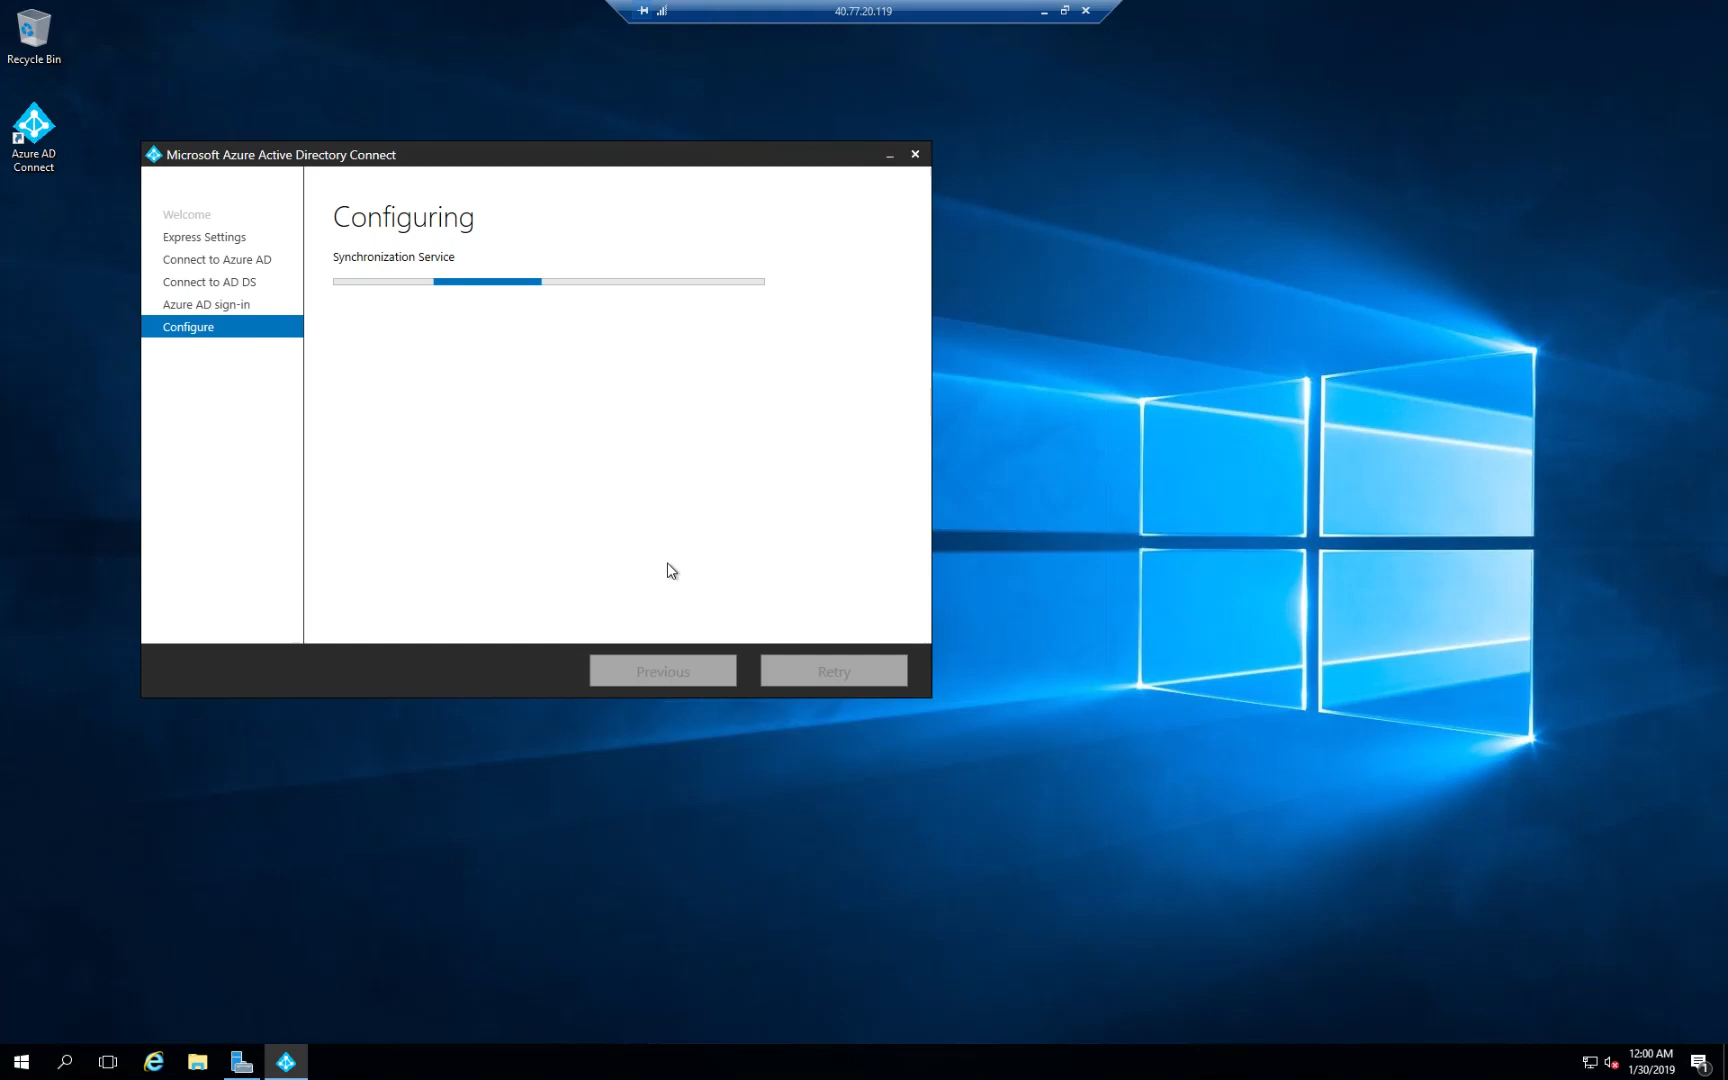 40.77.20.119
Recycle Bin
Azure AD
Connect
Microsoft Azure Active Directory Connect
Welcome
Express Settings
Connect to Azure AD
Connect to AD DS
Azure AD sign-in
Configure
Configuring
Synchronization Service
Previous
Retry
12:00 AM
1/30/2019
1